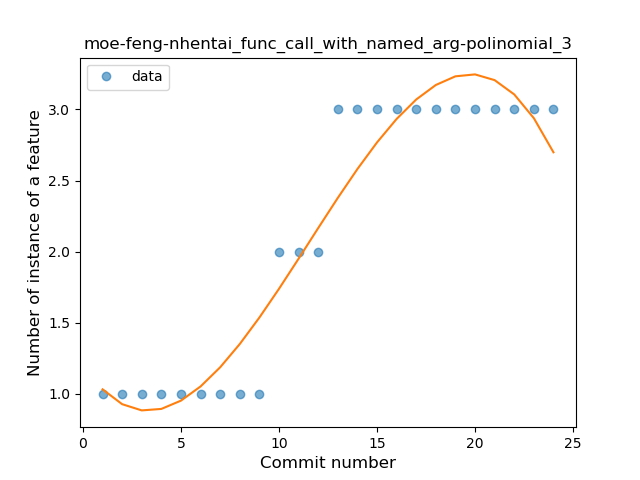 moe-feng-nhentai_func_call_with_named_arg-polinomial_3
data
Number of instance of a feature
3.0
2.5
2.0
1.5
1.0
0 5 10 15 20 25
Commit number